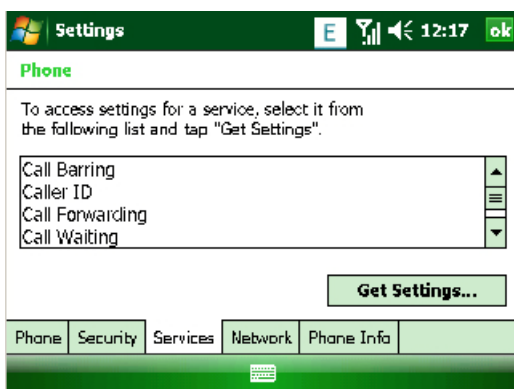 Settings E 12:17 ok
Phone
To access settings for a service, select it from
the following list and tap "Get Settings".
Call Barring
Caller ID
Call Forwarding
Call Waiting
Get Settings...
Phone Security Services Network Phone Info